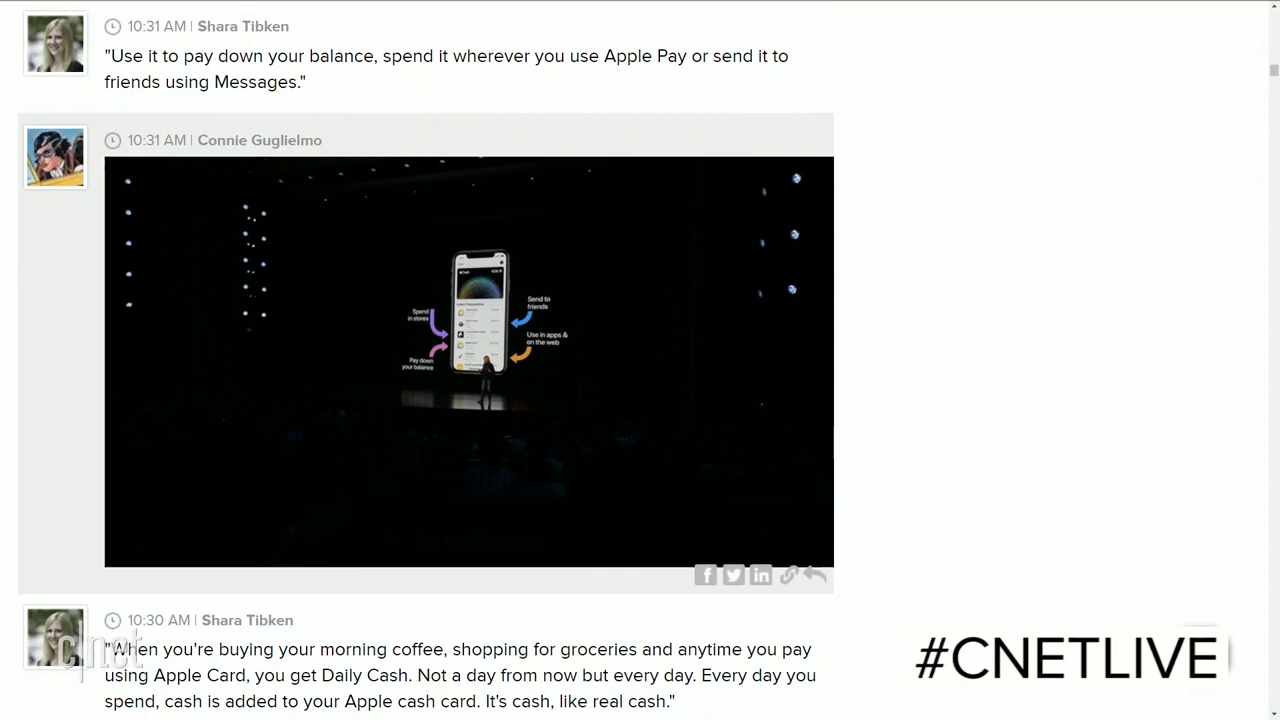 10:31 AM | Shara Tibken
"Use it to pay down your balance, spend it wherever you use Apple Pay or send it to
friends using Messages."
10:31 AM | Connie Guglielmo
Spend
in stores
Send to
friends
Use in apps &
on the web
Pay down
your balance
10:30 AM | Shara Tibken
"When you're buying your morning coffee, shopping for groceries and anytime you pay
using Apple Card, you get Daily Cash. Not a day from now but every day. Every day you
spend, cash is added to your Apple cash card. It's cash, like real cash."
c|net
#CNETLIVE